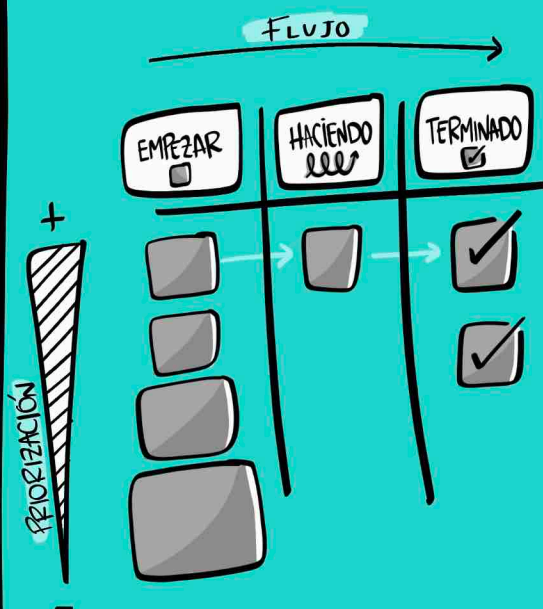 FLUJO
EMPEZAR
HACIENDO
TERMINADO
+
PRIORIZACIÓN
-